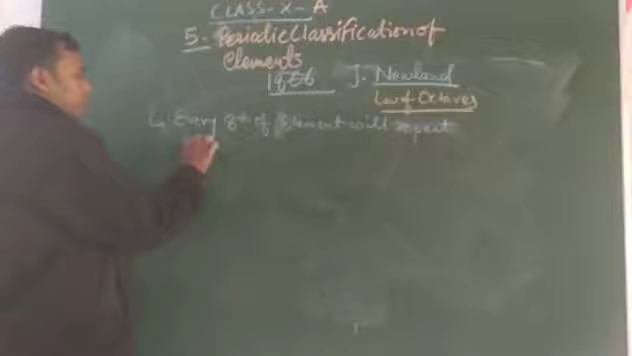 CLASS-X-A
5. Periodic Classification of
Elements
1866 J. Newland
Law of Octaves
↳ Every 8th of Element will repeat